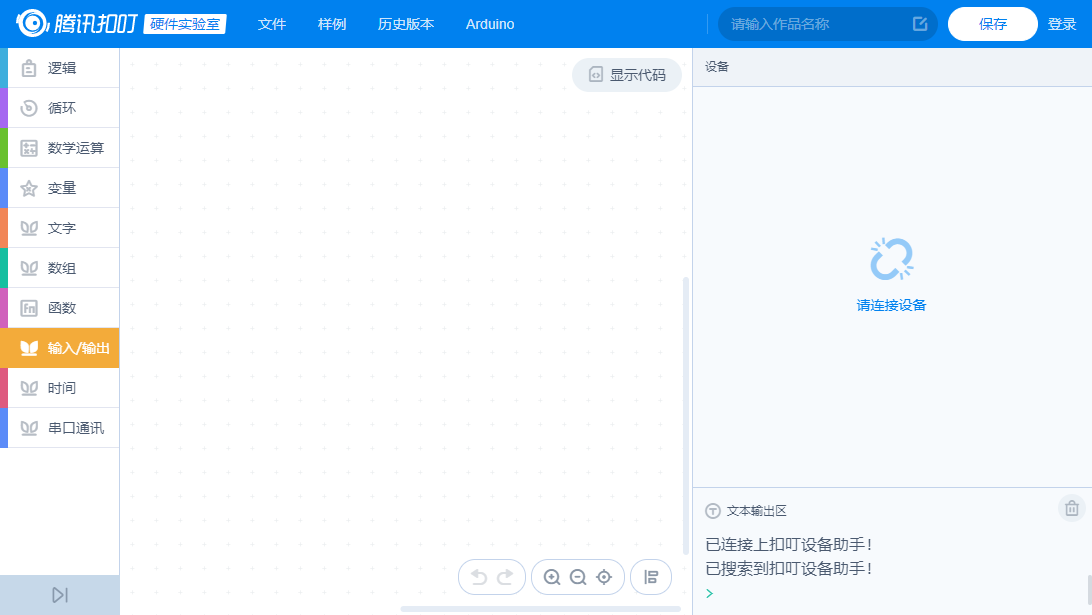 腾讯扣叮 硬件实验室 文件 样例 历史版本 Arduino 请输入作品名称 保存 登录
逻辑
循环
数学运算
变量
文字
数组
函数
输入/输出
时间
串口通讯
显示代码
设备
请连接设备
文本输出区
已连接上扣叮设备助手！
已搜索到扣叮设备助手！
>